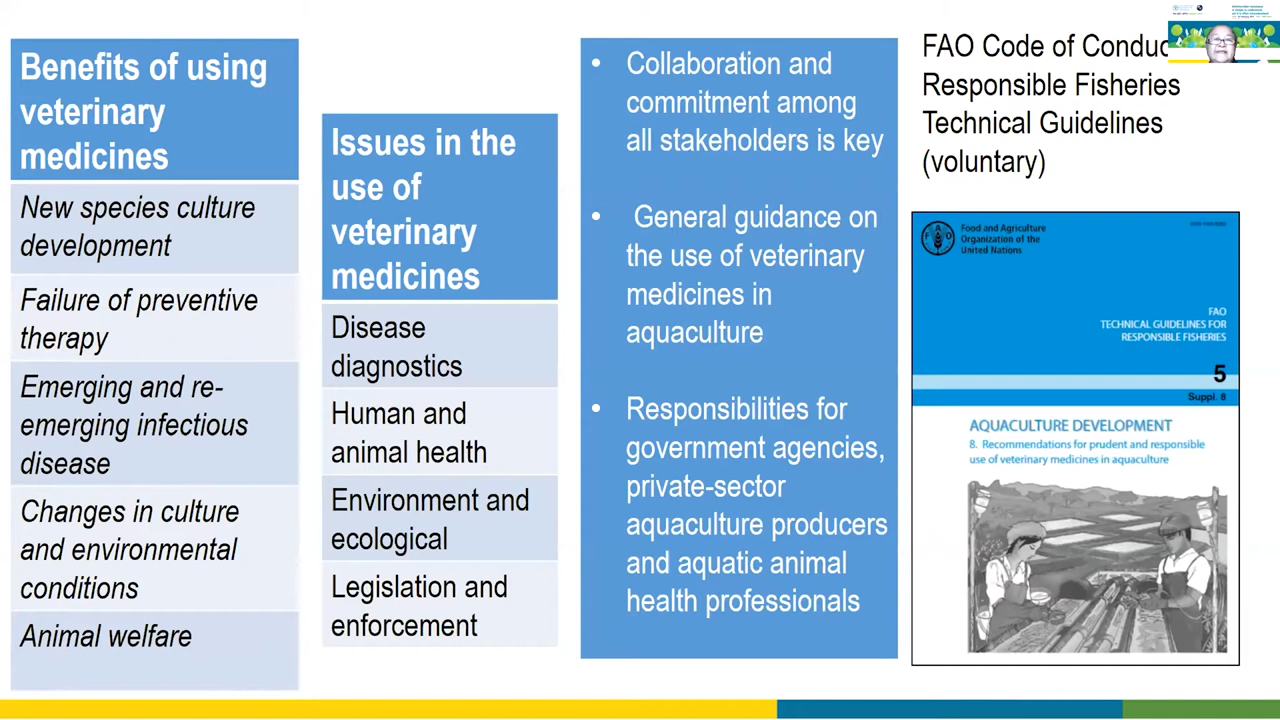 Benefits of using
veterinary
medicines
New species culture
development
Failure of preventive
therapy
Emerging and re-
emerging infectious
disease
Changes in culture
and environmental
conditions
Animal welfare
Issues in the
use of
veterinary
medicines
Disease
diagnostics
Human and
animal health
Environment and
ecological
Legislation and
enforcement
• Collaboration and
commitment among
all stakeholders is key
• General guidance on
the use of veterinary
medicines in
aquaculture
• Responsibilities for
government agencies,
private-sector
aquaculture producers
and aquatic animal
health professionals
FAO Code of Conduc
Responsible Fisheries
Technical Guidelines
(voluntary)
Food and Agriculture
Organization of the
United Nations
FAO
TECHNICAL GUIDELINES FOR
RESPONSIBLE FISHERIES
5
Suppl. 8
AQUACULTURE DEVELOPMENT
8. Recommendations for prudent and responsible
use of veterinary medicines in aquaculture